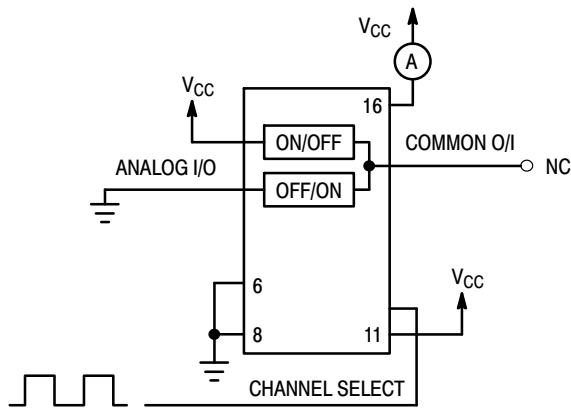 VCC
A
16
VCC
ON/OFF
COMMON O/I
NC
ANALOG I/O
OFF/ON
VCC
6
8
11
CHANNEL SELECT